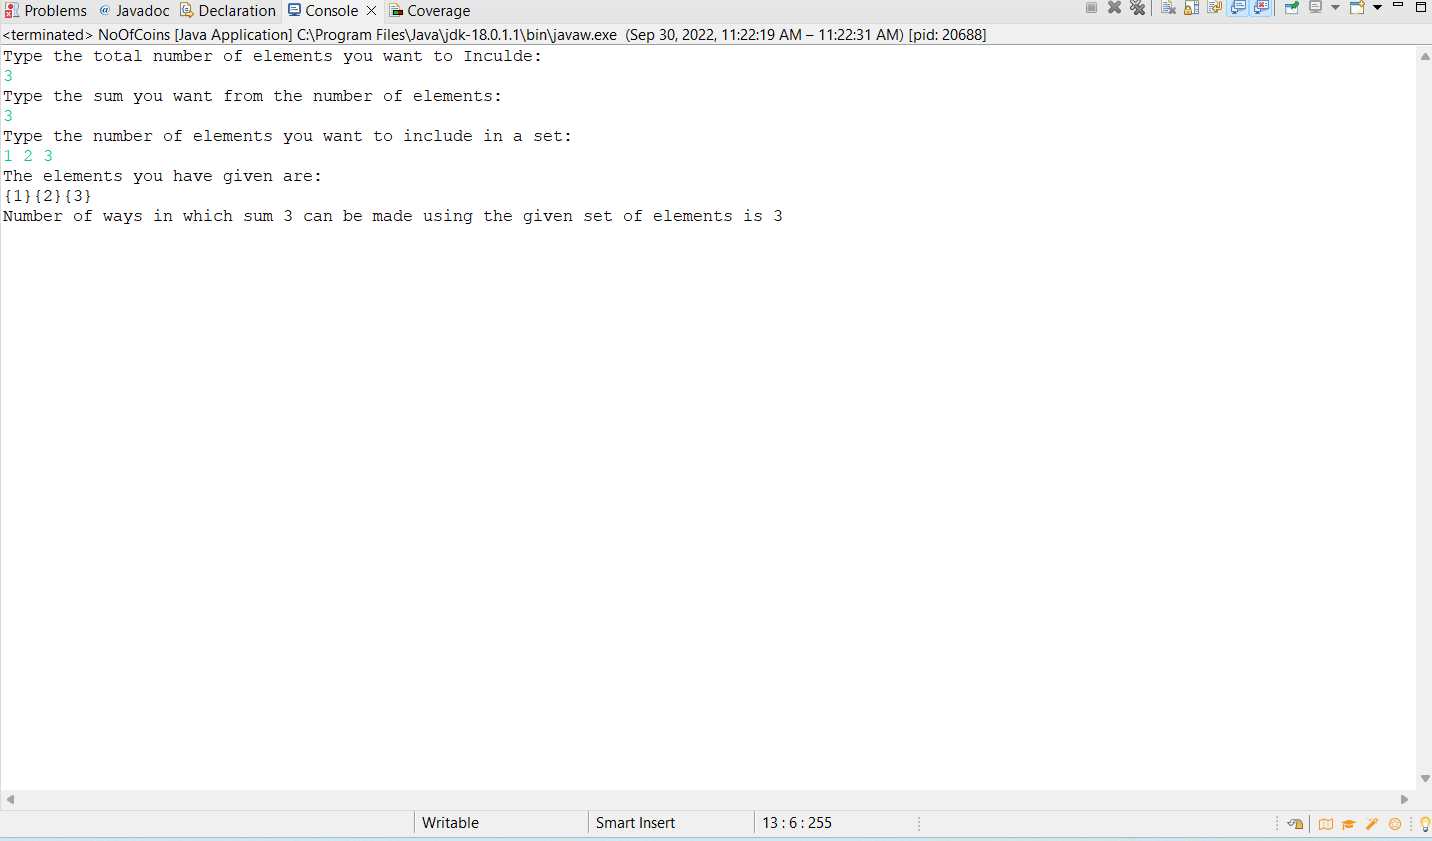 Problems @ Javadoc Declaration Console Coverage
<terminated> NoOfCoins [Java Application] C:\Program Files\Java\jdk-18.0.1.1\bin\javaw.exe (Sep 30, 2022, 11:22:19 AM – 11:22:31 AM) [pid: 20688]
Type the total number of elements you want to Inculde:
3
Type the sum you want from the number of elements:
3
Type the number of elements you want to include in a set:
1 2 3
The elements you have given are:
{1}{2}{3}
Number of ways in which sum 3 can be made using the given set of elements is 3
Writable Smart Insert 13 : 6 : 255